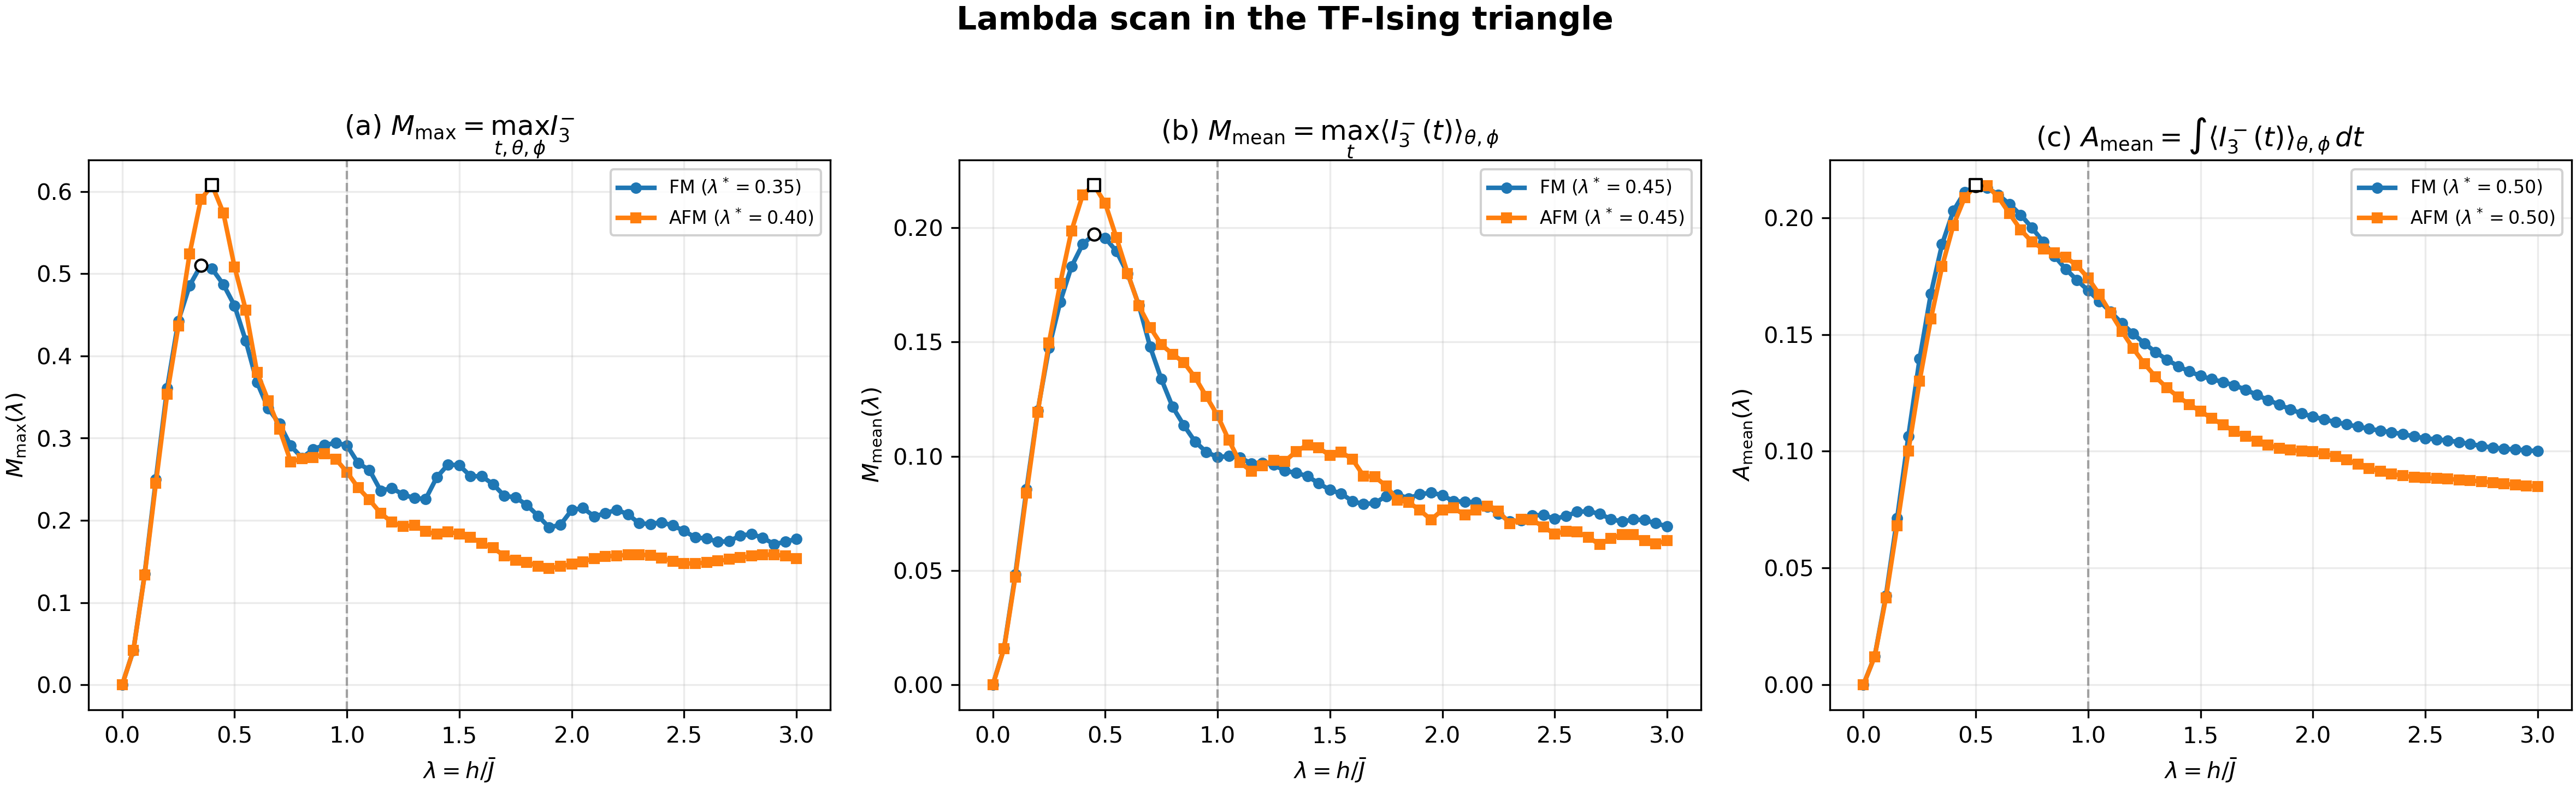 Lambda scan in the TF-Ising triangle
(a) M_max = max_{t, θ, ϕ} I_3^−
0.6
0.5
0.4
0.3
0.2
0.1
0.0
M_max(λ)
FM (λ* = 0.35)
AFM (λ* = 0.40)
0.0 0.5 1.0 1.5 2.0 2.5 3.0
λ = h/J̄
(b) M_mean = max_t ⟨I_3^−(t)⟩_{θ, ϕ}
0.20
0.15
0.10
0.05
0.00
M_mean(λ)
FM (λ* = 0.45)
AFM (λ* = 0.45)
0.0 0.5 1.0 1.5 2.0 2.5 3.0
λ = h/J̄
(c) A_mean = ∫⟨I_3^−(t)⟩_{θ, ϕ} dt
0.20
0.15
0.10
0.05
0.00
A_mean(λ)
FM (λ* = 0.50)
AFM (λ* = 0.50)
0.0 0.5 1.0 1.5 2.0 2.5 3.0
λ = h/J̄